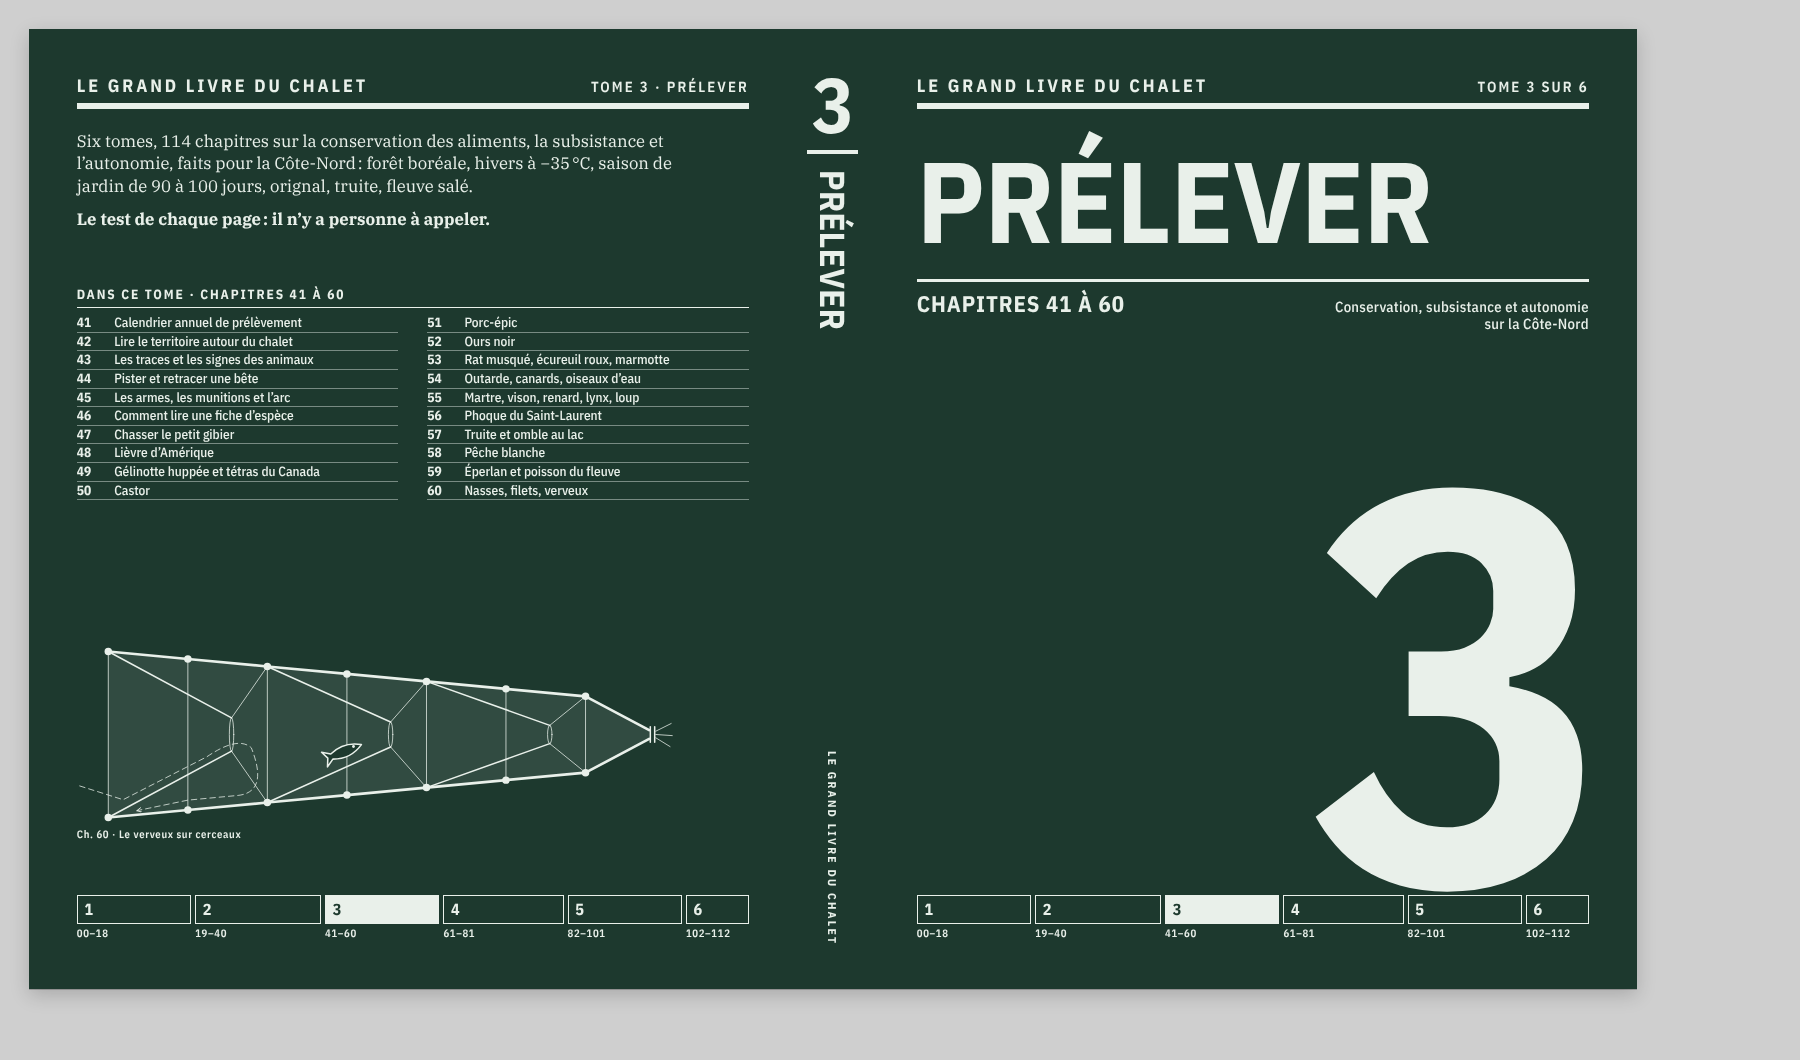 LE GRAND LIVRE DU CHALET
TOME 3 · PRÉLEVER
Six tomes, 114 chapitres sur la conservation des aliments, la subsistance et
l’autonomie, faits pour la Côte-Nord : forêt boréale, hivers à −35 °C, saison de
jardin de 90 à 100 jours, orignal, truite, fleuve salé.
Le test de chaque page : il n’y a personne à appeler.
DANS CE TOME · CHAPITRES 41 À 60
41 Calendrier annuel de prélèvement
42 Lire le territoire autour du chalet
43 Les traces et les signes des animaux
44 Pister et retracer une bête
45 Les armes, les munitions et l’arc
46 Comment lire une fiche d’espèce
47 Chasser le petit gibier
48 Lièvre d’Amérique
49 Gélinotte huppée et tétras du Canada
50 Castor
51 Porc-épic
52 Ours noir
53 Rat musqué, écureuil roux, marmotte
54 Outarde, canards, oiseaux d’eau
55 Martre, vison, renard, lynx, loup
56 Phoque du Saint-Laurent
57 Truite et omble au lac
58 Pêche blanche
59 Éperlan et poisson du fleuve
60 Nasses, filets, verveux
Ch. 60 · Le verveux sur cerceaux
1 2 3 4 5 6
00–18 19–40 41–60 61–81 82–101 102–112
3
PRÉLEVER
LE GRAND LIVRE DU CHALET
LE GRAND LIVRE DU CHALET
TOME 3 SUR 6
PRÉLEVER
CHAPITRES 41 À 60
Conservation, subsistance et autonomie
sur la Côte-Nord
3
1 2 3 4 5 6
00–18 19–40 41–60 61–81 82–101 102–112